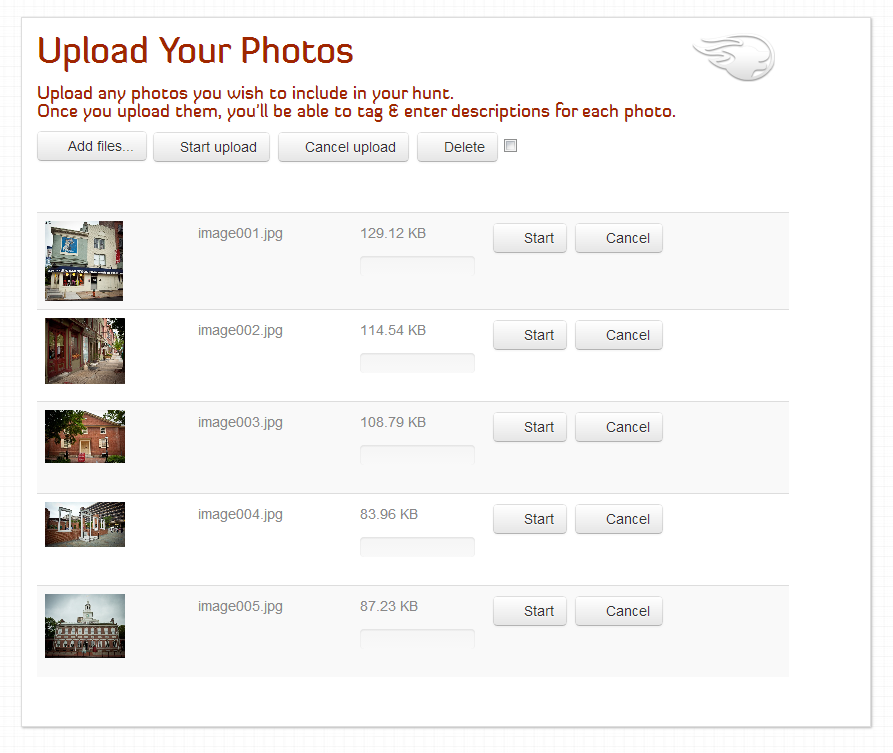 Upload Your Photos
Upload any photos you wish to include in your hunt.
Once you upload them, you'll be able to tag & enter descriptions for each photo.
Add files... Start upload Cancel upload Delete
image001.jpg 129.12 KB Start Cancel
image002.jpg 114.54 KB Start Cancel
image003.jpg 108.79 KB Start Cancel
image004.jpg 83.96 KB Start Cancel
image005.jpg 87.23 KB Start Cancel